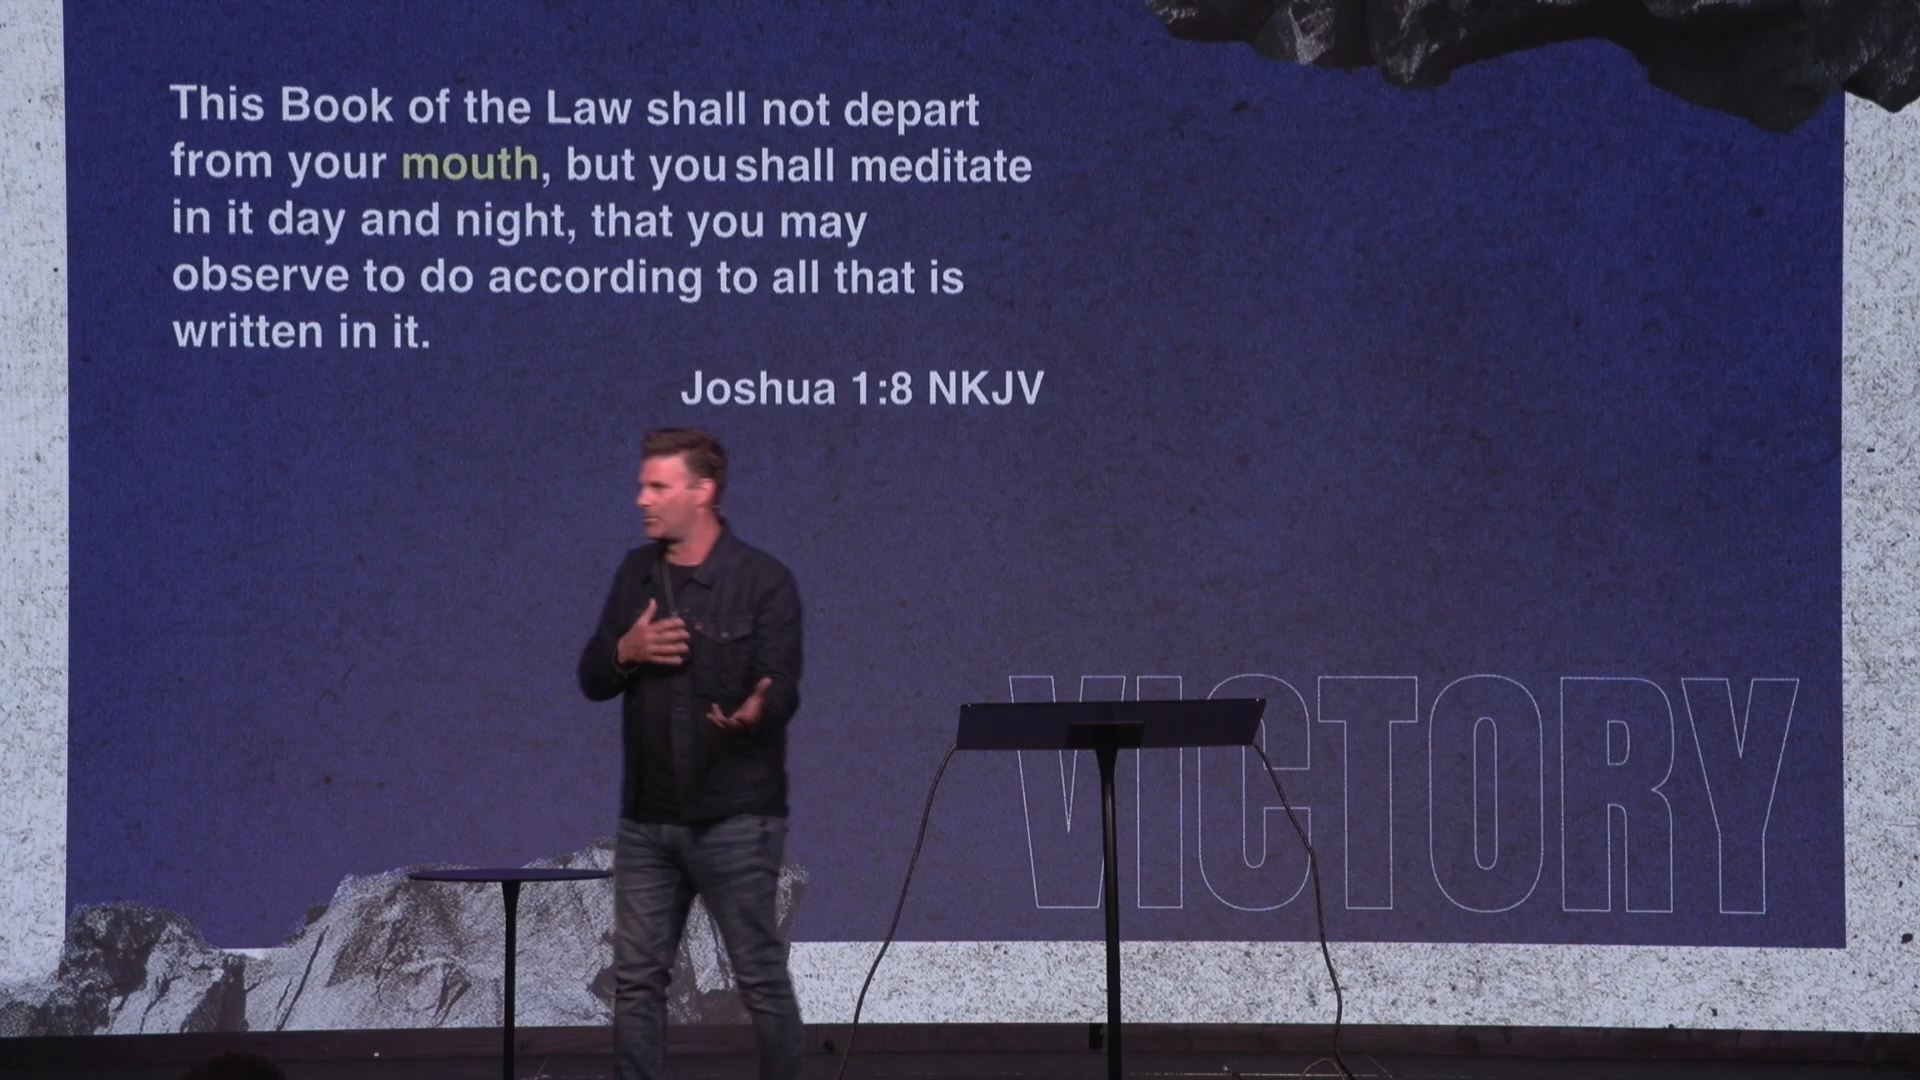 This Book of the Law shall not depart
from your mouth, but you shall meditate
in it day and night, that you may
observe to do according to all that is
written in it.
Joshua 1:8 NKJV
VICTORY